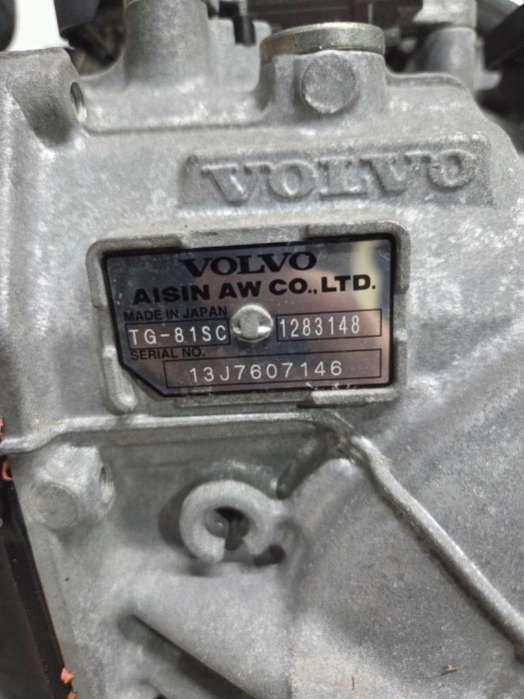 VOLVO
VOLVO
AISIN AW CO.,LTD.
MADE IN JAPAN
TG-81SC 1283148
SERIAL NO.
13J7607146